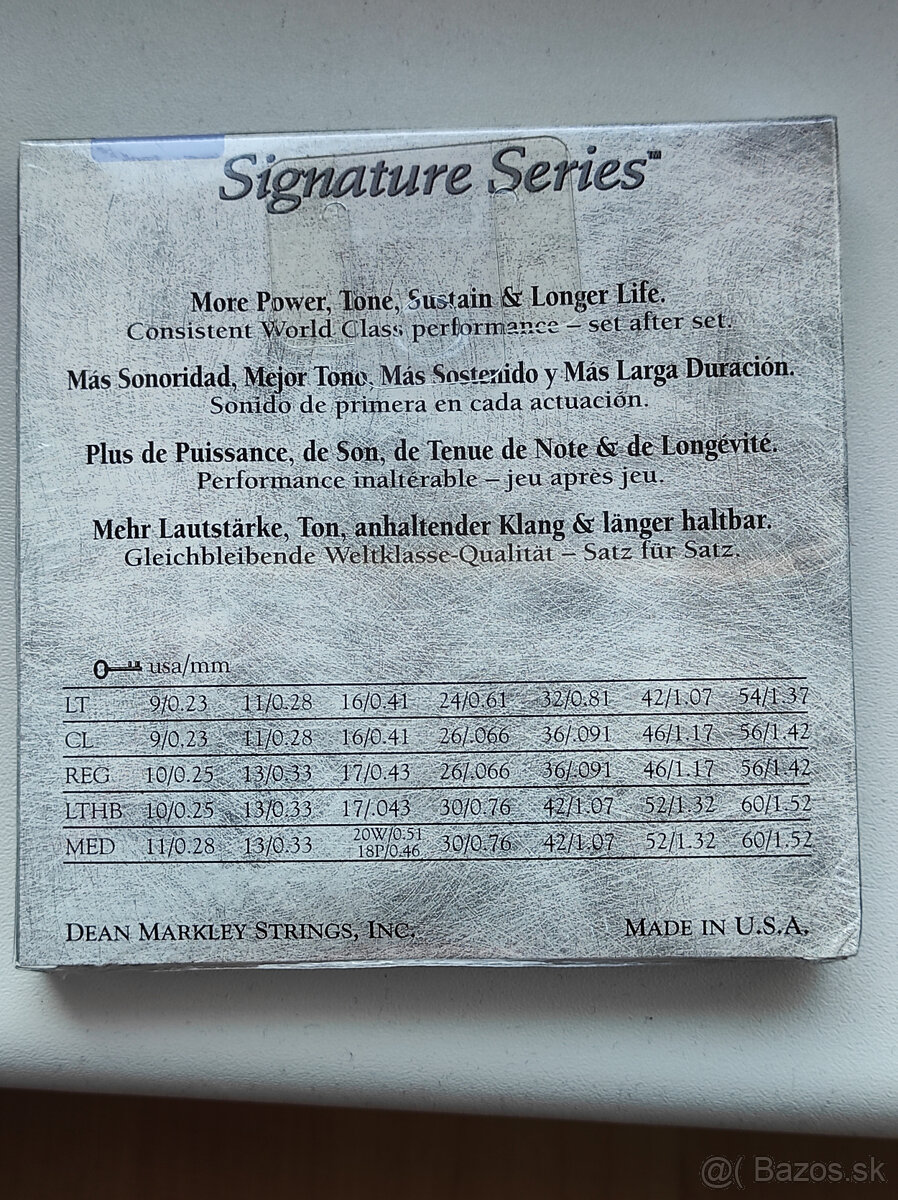 Signature Series™
More Power, Tone, Sustain & Longer Life.
Consistent World Class performance – set after set.
Más Sonoridad, Mejor Tono, Más Sostenido y Más Larga Duración.
Sonido de primera en cada actuación.
Plus de Puissance, de Son, de Tenue de Note & de Longévité.
Performance inaltérable – jeu après jeu.
Mehr Lautstärke, Ton, anhaltender Klang & länger haltbar.
Gleichbleibende Weltklasse-Qualität – Satz für Satz.
usa/mm
LT 9/0.23 11/0.28 16/0.41 24/0.61 32/0.81 42/1.07 54/1.37
CL 9/0.23 11/0.28 16/0.41 26/.066 36/.091 46/1.17 56/1.42
REG 10/0.25 13/0.33 17/0.43 26/.066 36/.091 46/1.17 56/1.42
LTHB 10/0.25 13/0.33 17/.043 30/0.76 42/1.07 52/1.32 60/1.52
MED 11/0.28 13/0.33 20W/0.51 18P/0.46 30/0.76 42/1.07 52/1.32 60/1.52
DEAN MARKLEY STRINGS, INC. MADE IN U.S.A.
@( Bazos.sk